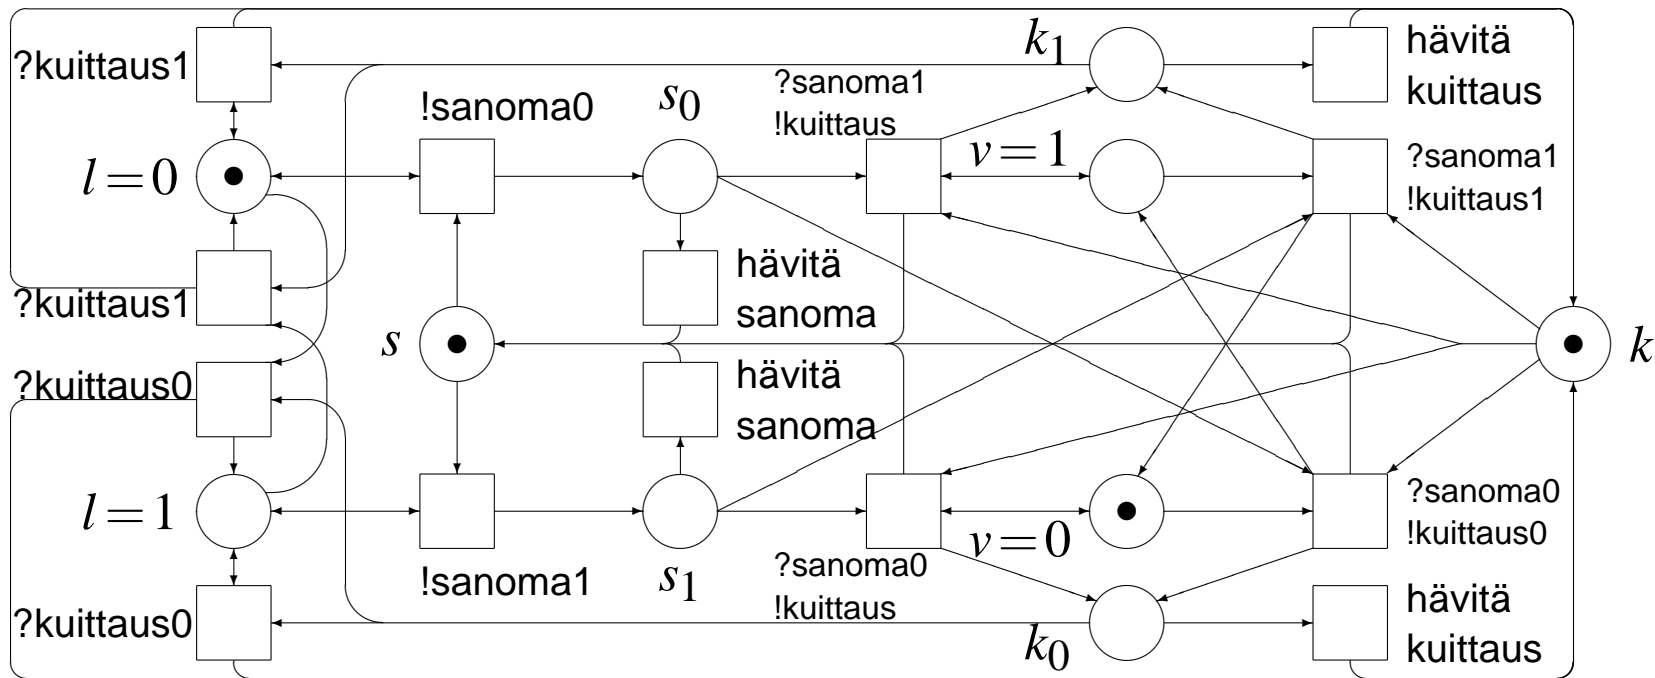 ?kuittaus1
!sanoma0
s0
?sanoma1
!kuittaus
k1
hävitä
kuittaus
l=0
v=1
?sanoma1
!kuittaus1
?kuittaus1
hävitä
sanoma
s
k
?kuittaus0
hävitä
sanoma
l=1
v=0
?sanoma0
!kuittaus0
!sanoma1
s1
?sanoma0
!kuittaus
?kuittaus0
k0
hävitä
kuittaus